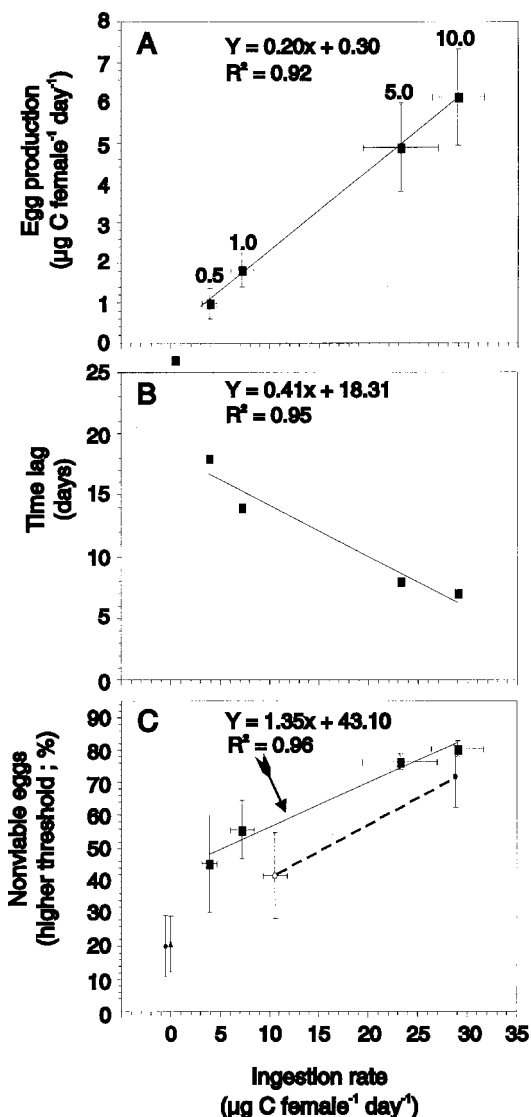 A
Y = 0.20x + 0.30
R² = 0.92
10.0
5.0
1.0
0.5
8
7
6
5
4
3
2
1
0
Egg production
(µg C female⁻¹ day⁻¹)
B
Y = 0.41x + 18.31
R² = 0.95
25
20
15
10
5
0
Time lag
(days)
C
Y = 1.35x + 43.10
R² = 0.96
90
80
70
60
50
40
30
20
10
0
Nonviable eggs
(higher threshold ; %)
0 5 10 15 20 25 30 35
Ingestion rate
(µg C female⁻¹ day⁻¹)